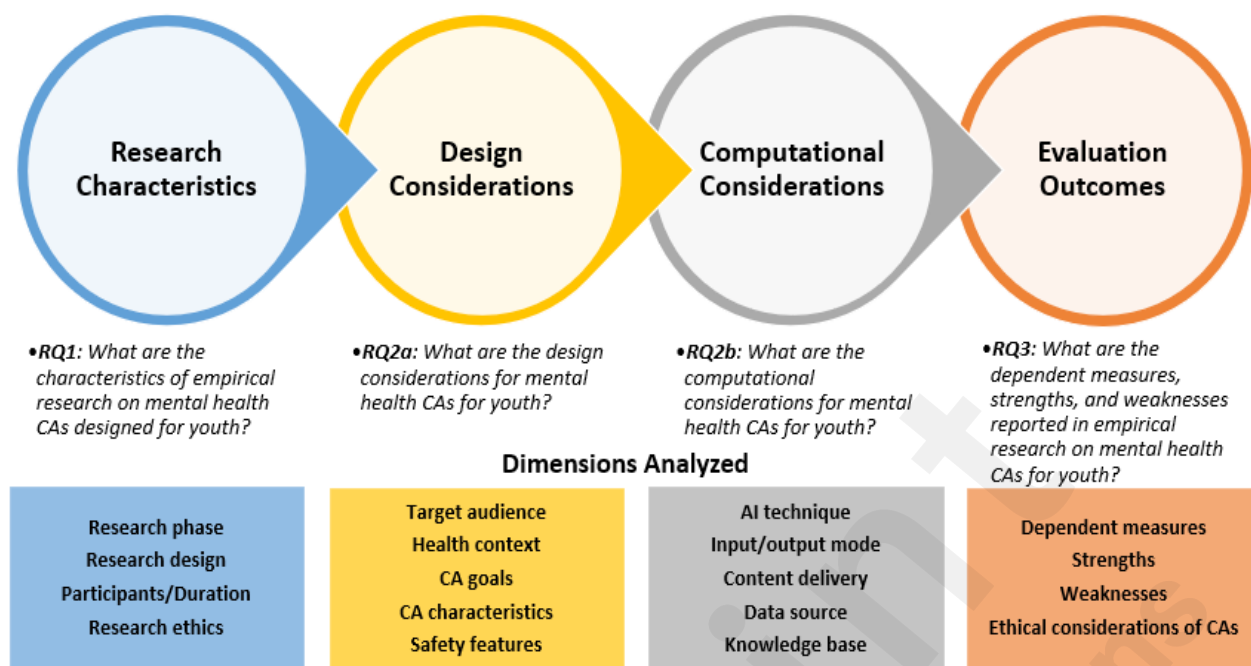 Research
Characteristics
Design
Considerations
Computational
Considerations
Evaluation
Outcomes
•RQ1: What are the
characteristics of empirical
research on mental health
CAs designed for youth?
•RQ2a: What are the design
considerations for mental
health CAs for youth?
•RQ2b: What are the
computational
considerations for mental
health CAs for youth?
•RQ3: What are the
dependent measures,
strengths, and weaknesses
reported in empirical
research on mental health
CAs for youth?
Dimensions Analyzed
Research phase
Research design
Participants/Duration
Research ethics
Target audience
Health context
CA goals
CA characteristics
Safety features
AI technique
Input/output mode
Content delivery
Data source
Knowledge base
Dependent measures
Strengths
Weaknesses
Ethical considerations of CAs